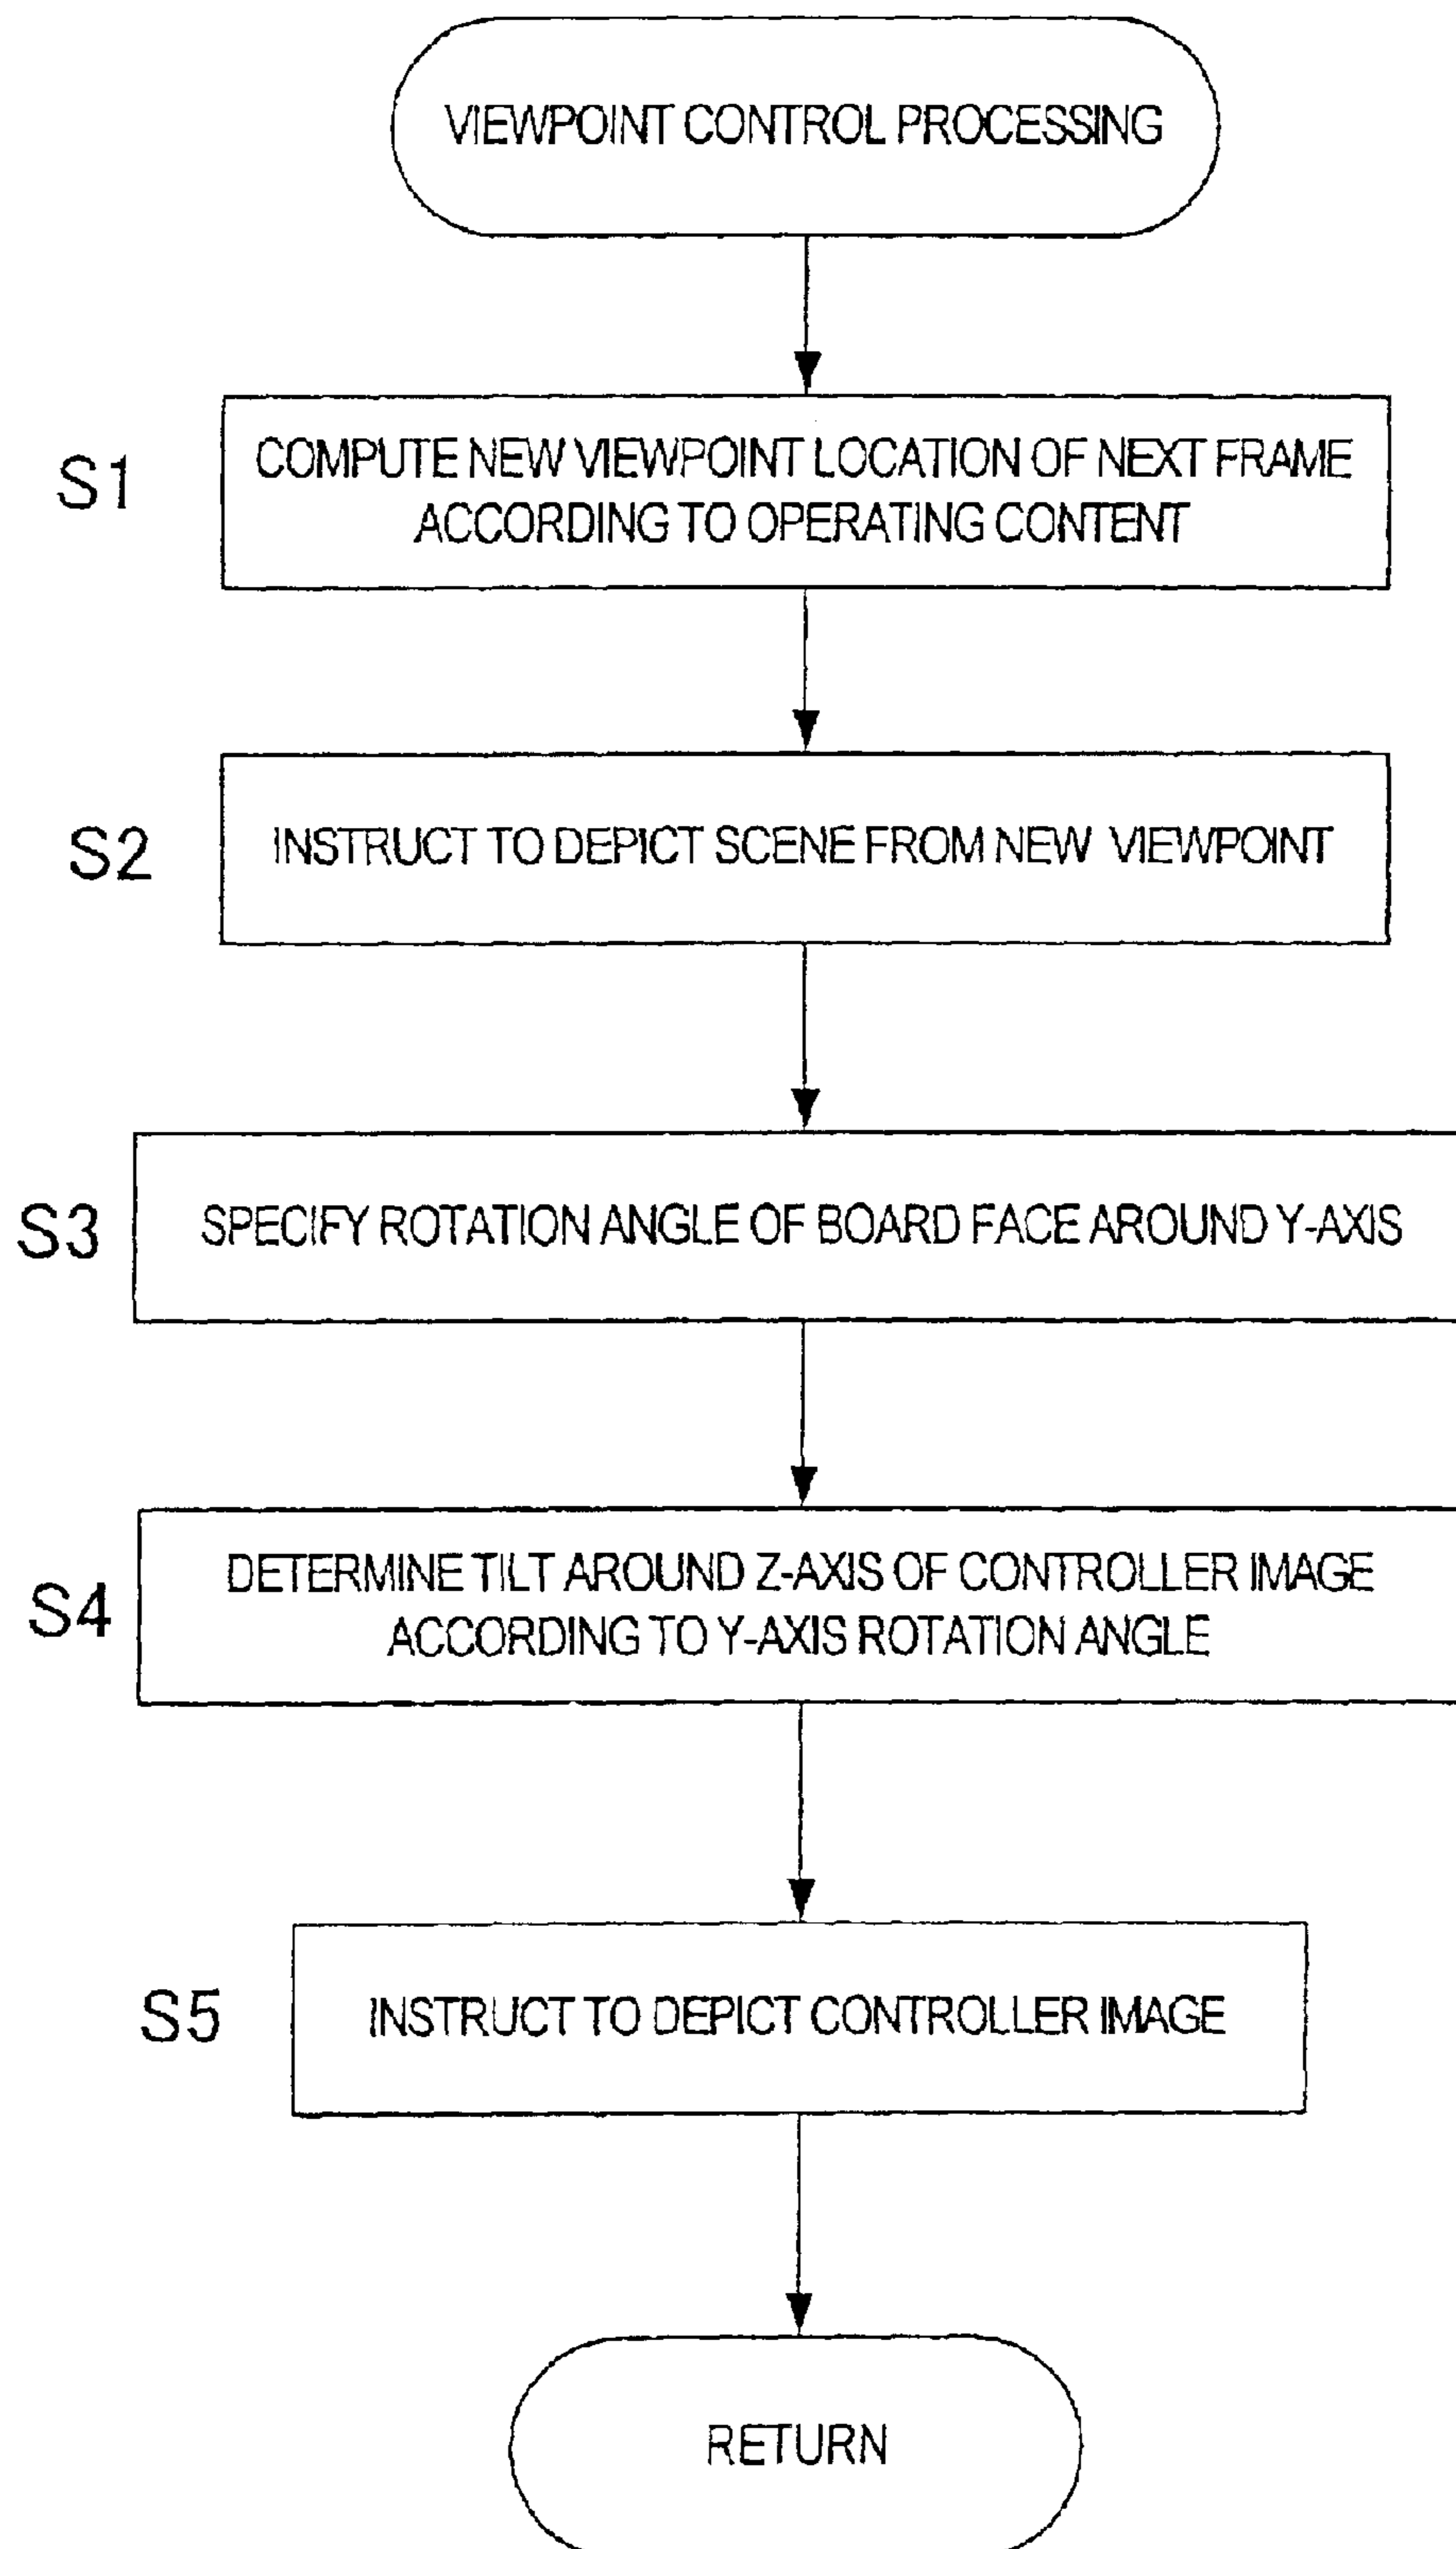 VIEWPOINT CONTROL PROCESSING
S1
COMPUTE NEW VIEWPOINT LOCATION OF NEXT FRAME
ACCORDING TO OPERATING CONTENT
S2
INSTRUCT TO DEPICT SCENE FROM NEW VIEWPOINT
S3
SPECIFY ROTATION ANGLE OF BOARD FACE AROUND Y-AXIS
S4
DETERMINE TILT AROUND Z-AXIS OF CONTROLLER IMAGE
ACCORDING TO Y-AXIS ROTATION ANGLE
S5
INSTRUCT TO DEPICT CONTROLLER IMAGE
RETURN